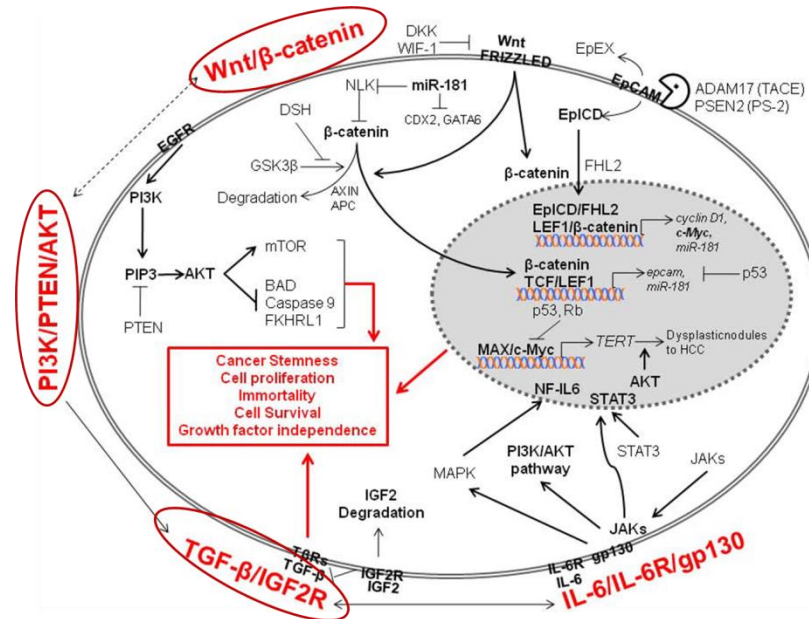 Wnt/β-catenin
DKK
WIF-1
Wnt
FRIZZLED
EpEX
EpCAM
ADAM17 (TACE)
PSEN2 (PS-2)
NLK
miR-181
CDX2, GATA6
EpICD
DSH
β-catenin
EGFR
GSK3β
β-catenin
FHL2
Degradation
AXIN
APC
PI3K
EpICD/FHL2
LEF1/β-catenin
cyclin D1,
c-Myc,
miR-181
PI3K/PTEN/AKT
mTOR
PIP3
AKT
β-catenin
TCF/LEF1
epcam,
miR-181
p53
BAD
Caspase 9
FKHRL1
PTEN
p53, Rb
MAX/c-Myc
TERT
Dysplasticnodules
to HCC
Cancer Stemness
Cell proliferation
Immortality
Cell Survival
Growth factor independence
AKT
NF-IL6
STAT3
MAPK
PI3K/AKT
pathway
STAT3
JAKs
IGF2
Degradation
JAKs
TβRs
TGF-β
IGF2R
IGF2
IL-6R
gp130
IL-6
TGF-β/IGF2R
IL-6/IL-6R/gp130